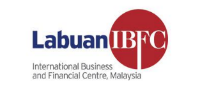 Labuan IBFC
International Business
and Financial Centre, Malaysia